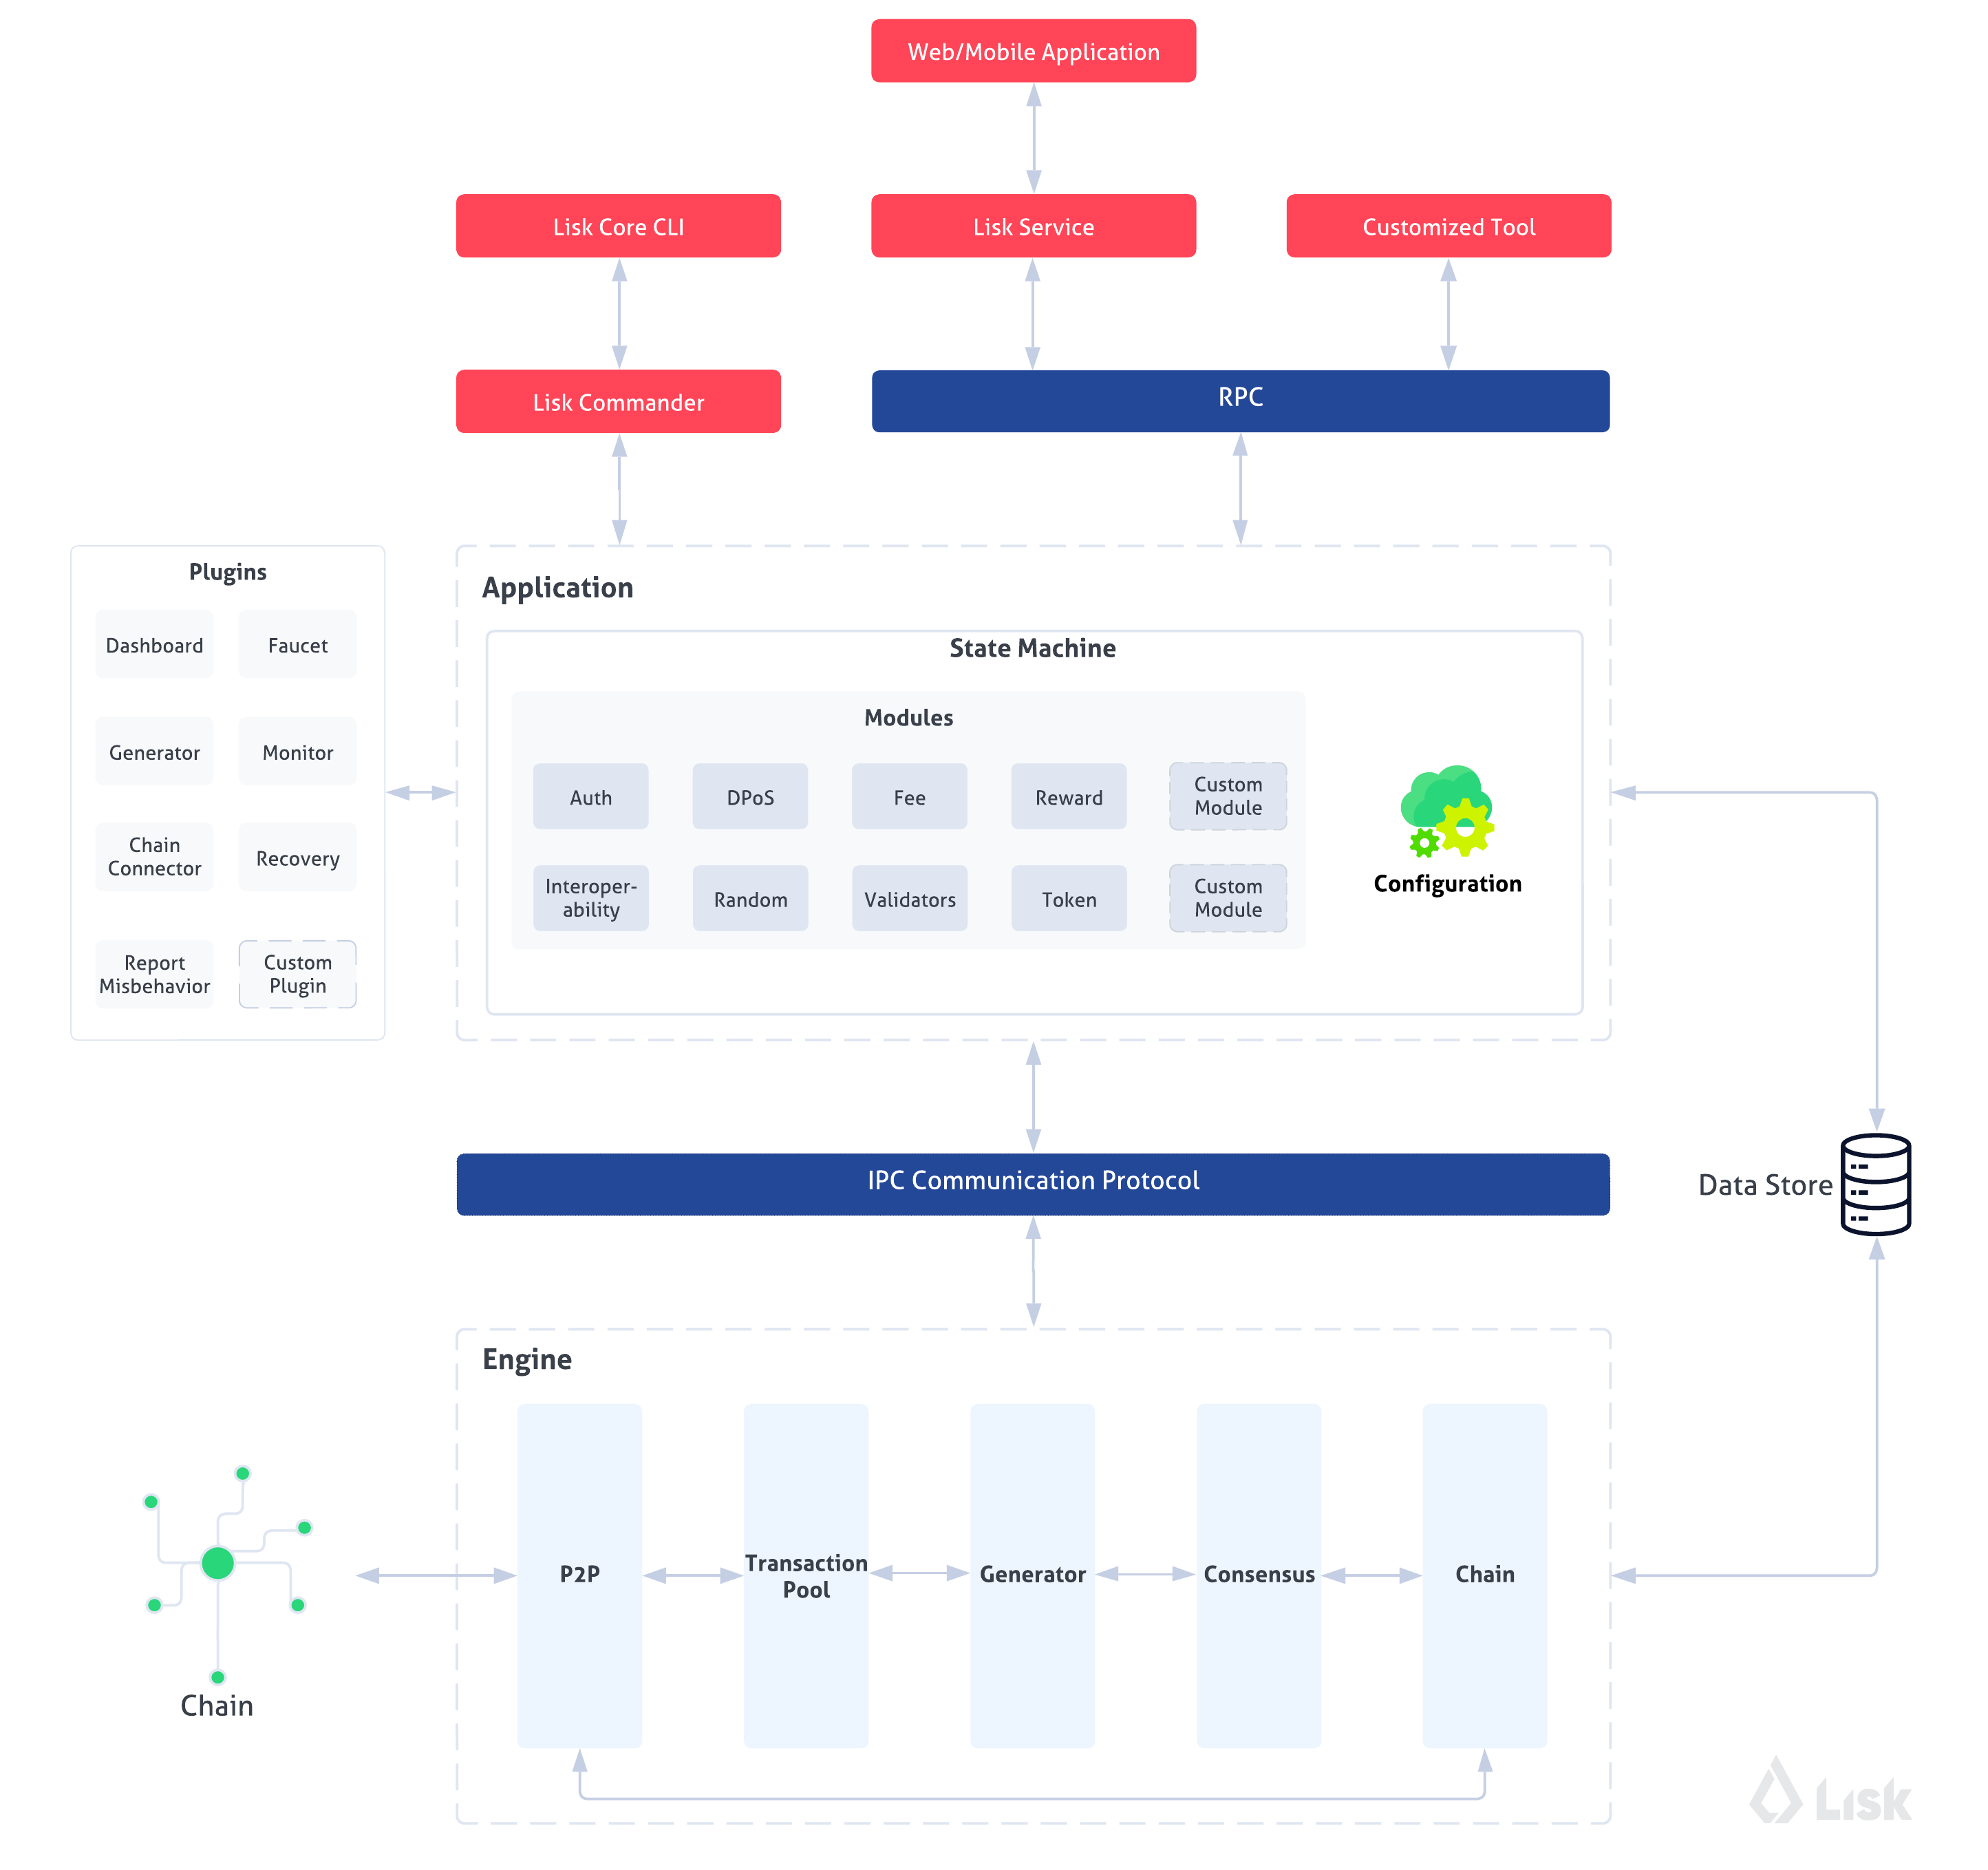 Web/Mobile Application
Lisk Core CLI
Lisk Service
Customized Tool
Lisk Commander
RPC
Plugins
Dashboard
Faucet
Generator
Monitor
Chain
Connector
Recovery
Report
Misbehavior
Custom
Plugin
Application
State Machine
Modules
Auth
DPoS
Fee
Reward
Custom
Module
Interoper-
ability
Random
Validators
Token
Custom
Module
Configuration
IPC Communication Protocol
Data Store
Engine
P2P
Transaction
Pool
Generator
Consensus
Chain
Chain
Lisk